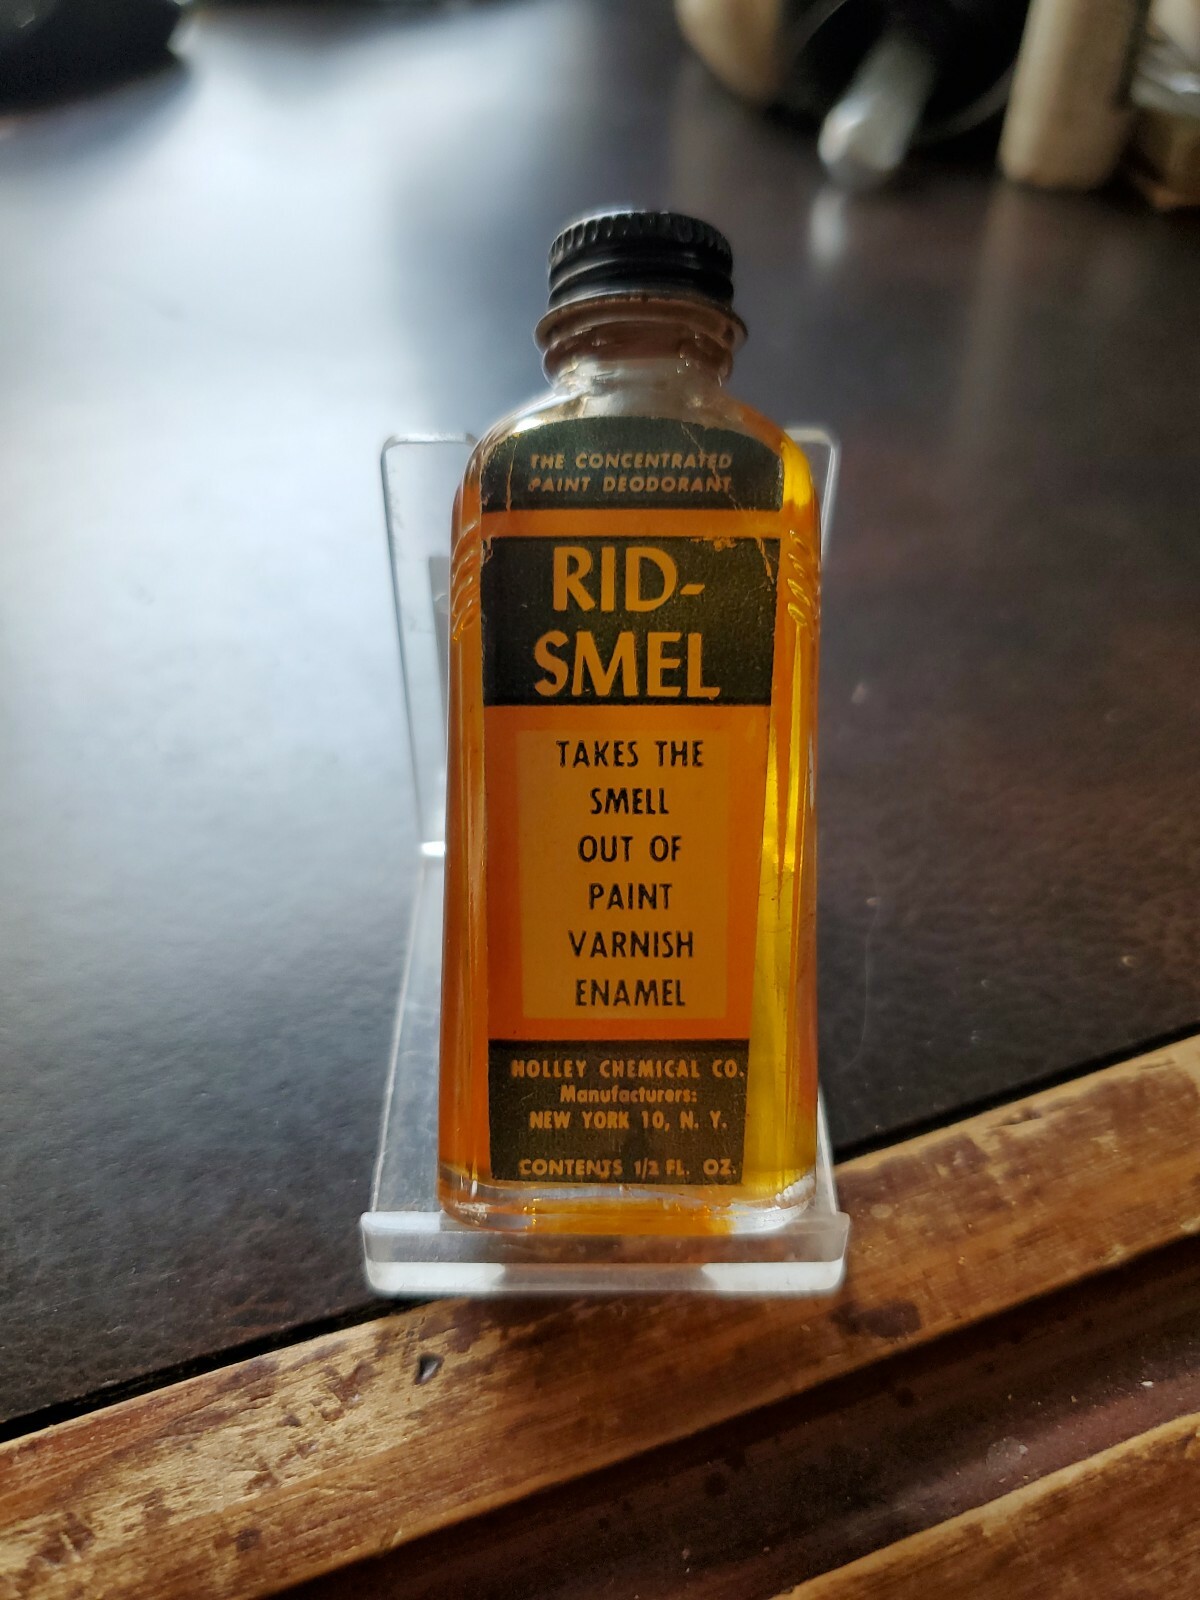 THE CONCENTRATED
PAINT DEODORANT
RID-
SMEL
TAKES THE
SMELL
OUT OF
PAINT
VARNISH
ENAMEL
HOLLEY CHEMICAL CO.
Manufacturers:
NEW YORK 10, N. Y.
CONTENTS 1/2 FL. OZ.